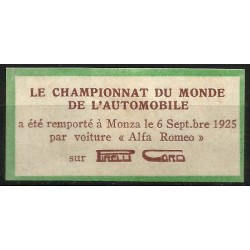 LE CHAMPIONNAT DU MONDE
DE L'AUTOMOBILE
a été remporté à Monza le 6 Sept.bre 1925
par voiture « Alfa Romeo »
sur PIRELLI CORD